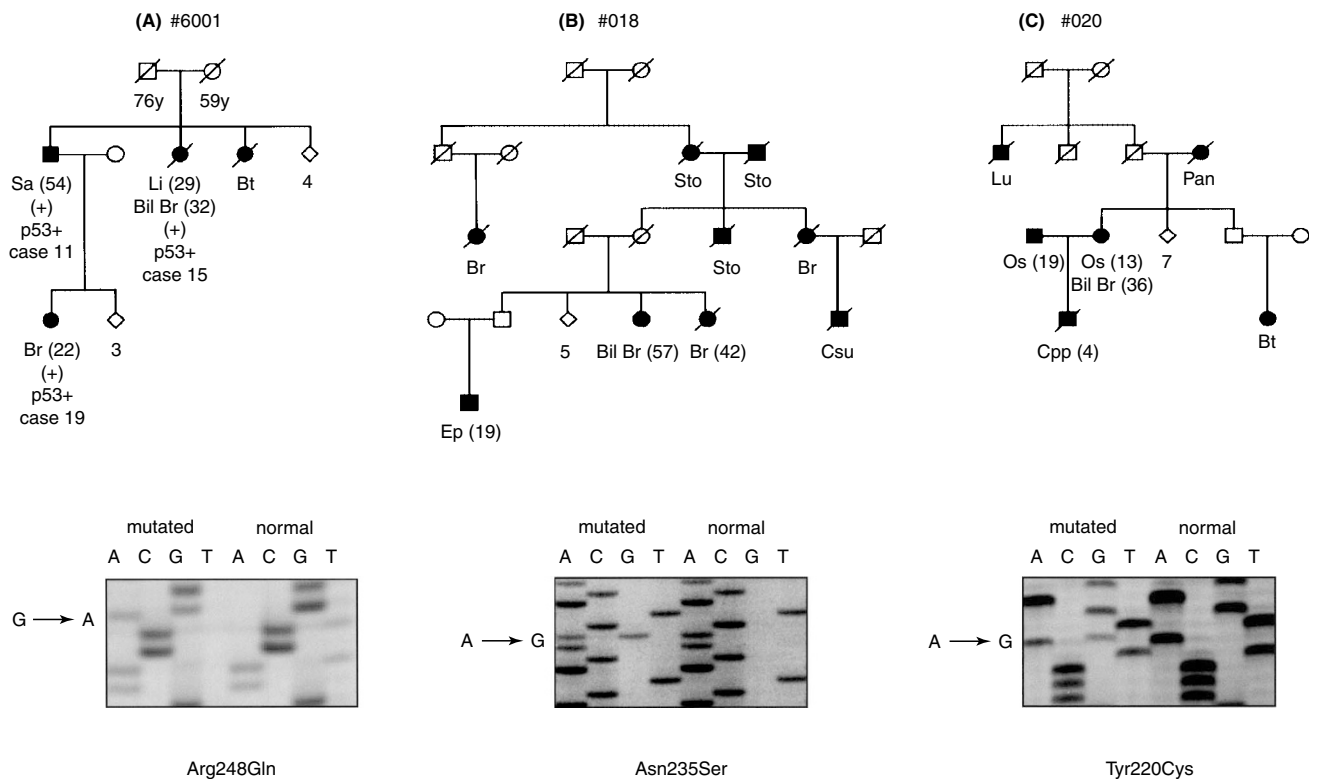 (A) #6001
76y 59y
Sa (54)
(+)
p53+
case 11
Li (29)
Bil Br (32)
(+)
p53+
case 15
Bt
4
Br (22)
(+)
p53+
case 19
3
(B) #018
Sto Sto
Br
Sto
Br
5
Bil Br (57)
Br (42)
Csu
Ep (19)
(C) #020
Lu
Pan
Os (19)
Os (13)
Bil Br (36)
7
Cpp (4)
Bt
mutated normal
A C G T A C G T
G A
Arg248Gln
mutated normal
A C G T A C G T
A G
Asn235Ser
mutated normal
A C G T A C G T
A G
Tyr220Cys